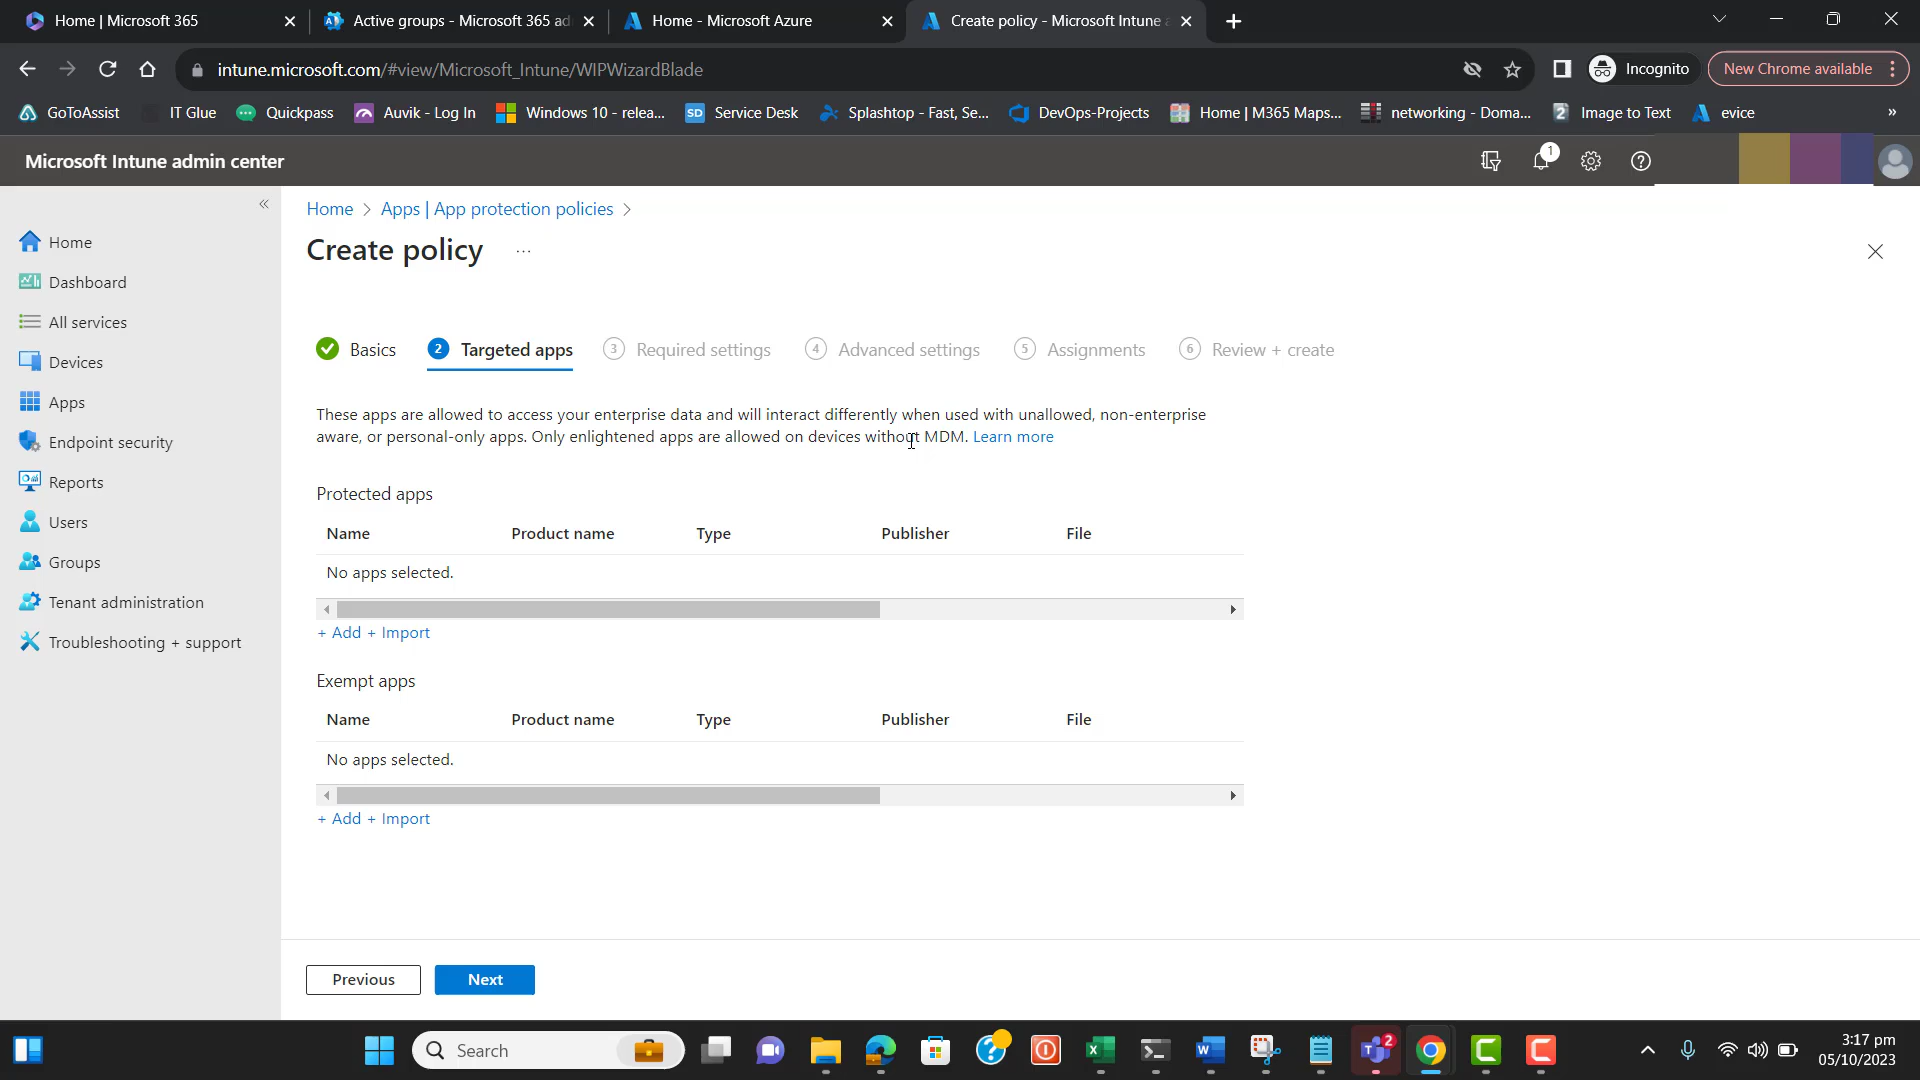 Home | Microsoft 365
Active groups - Microsoft 365 ad
Home - Microsoft Azure
Create policy - Microsoft Intune a
intune.microsoft.com/#view/Microsoft_Intune/WIPWizardBlade
Incognito
New Chrome available
GoToAssist
IT Glue
Quickpass
Auvik - Log In
Windows 10 - relea...
SD
Service Desk
Splashtop - Fast, Se...
DevOps-Projects
Home | M365 Maps...
networking - Doma...
2
Image to Text
evice
»
Microsoft Intune admin center
1
«
Home
Dashboard
All services
Devices
Apps
Endpoint security
Reports
Users
Groups
Tenant administration
Troubleshooting + support
Home > Apps | App protection policies >
Create policy ...
Basics
2 Targeted apps
3 Required settings
4 Advanced settings
5 Assignments
6 Review + create
These apps are allowed to access your enterprise data and will interact differently when used with unallowed, non-enterprise
aware, or personal-only apps. Only enlightened apps are allowed on devices without MDM. Learn more
Protected apps
Name Product name Type Publisher File
No apps selected.
+ Add + Import
Exempt apps
Name Product name Type Publisher File
No apps selected.
+ Add + Import
Previous
Next
Search
2
3:17 pm
05/10/2023